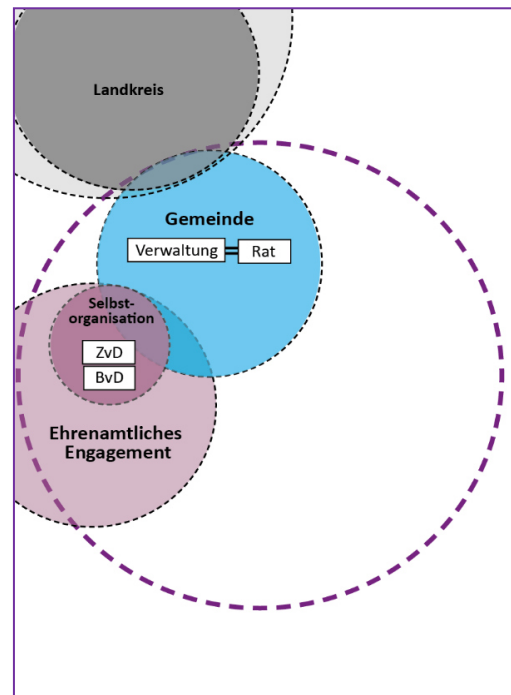 Landkreis
Gemeinde
Verwaltung
Rat
Selbst-
organisation
ZvD
BvD
Ehrenamtliches
Engagement